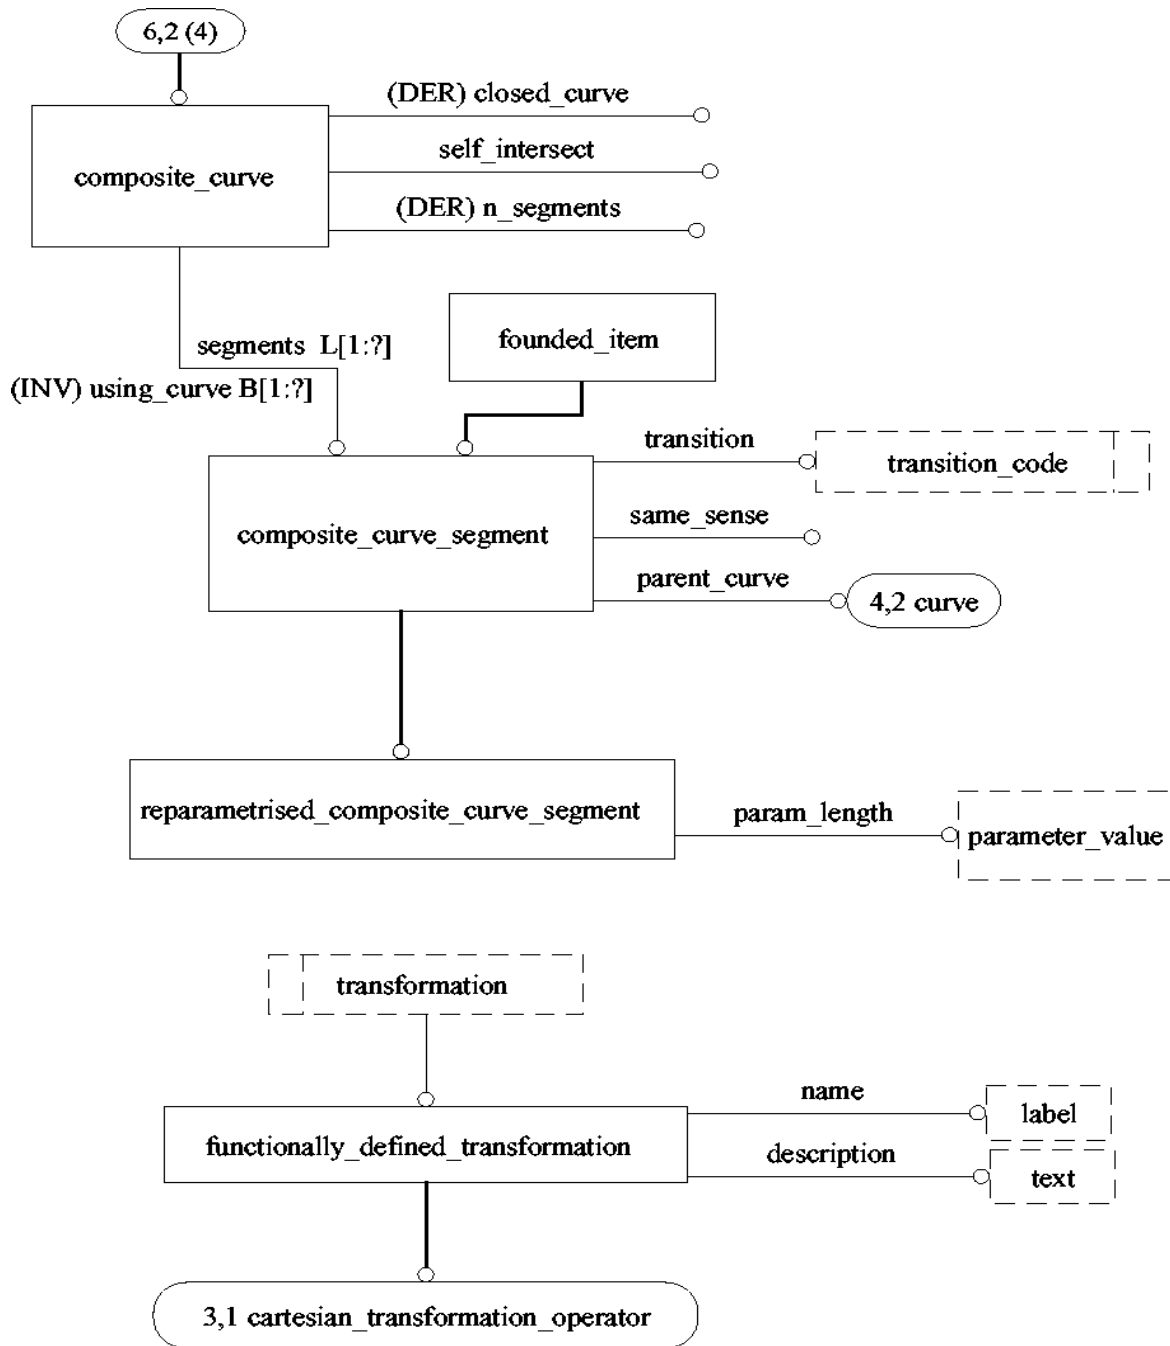 6,2 (4)
(DER) closed_curve
self_intersect
composite_curve
(DER) n_segments
founded_item
segments L[1:?]
(INV) using_curve B[1:?]
transition
transition_code
same_sense
composite_curve_segment
parent_curve
4,2 curve
reparametrised_composite_curve_segment
param_length
parameter_value
transformation
name
label
functionally_defined_transformation
description
text
3,1 cartesian_transformation_operator